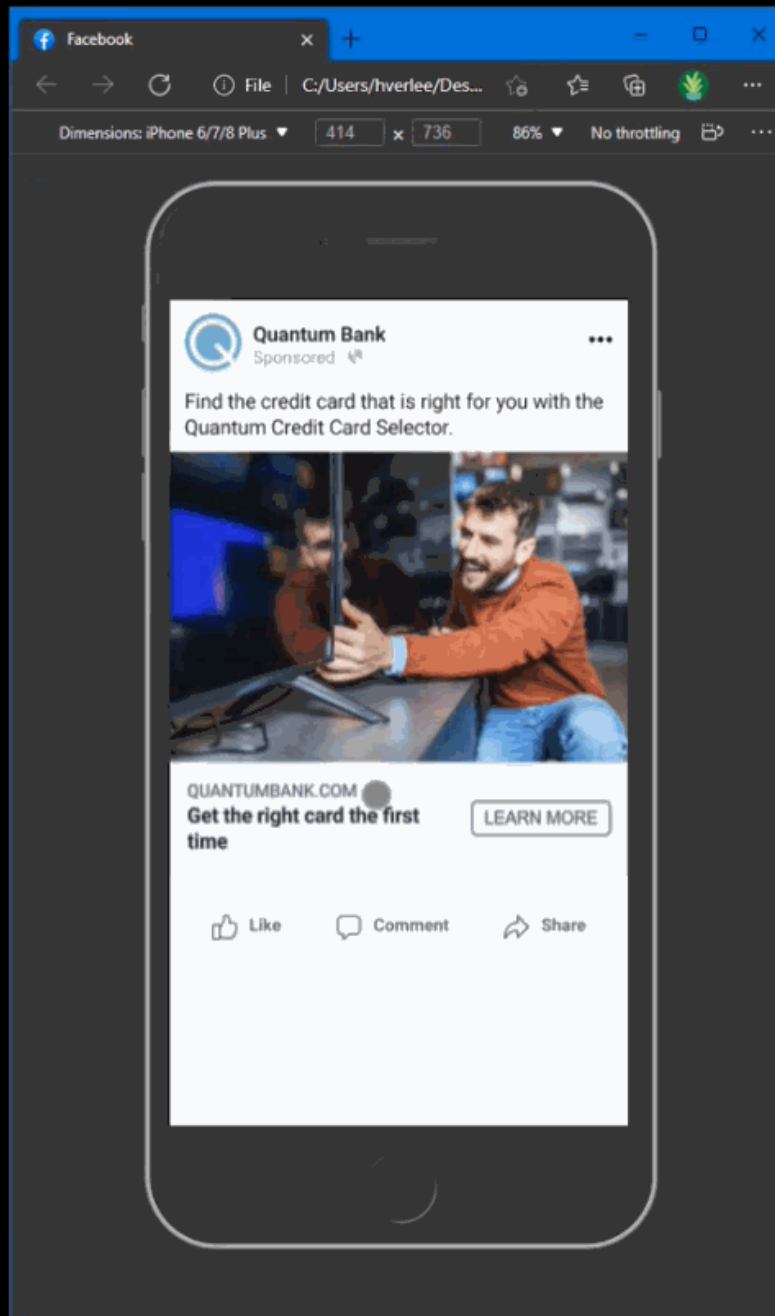 Facebook
File C:/Users/hverlee/Des...
Dimensions: iPhone 6/7/8 Plus 414 x 736 86% No throttling
Quantum Bank
Sponsored
Find the credit card that is right for you with the
Quantum Credit Card Selector.
QUANTUMBANK.COM
Get the right card the first
time
LEARN MORE
Like Comment Share